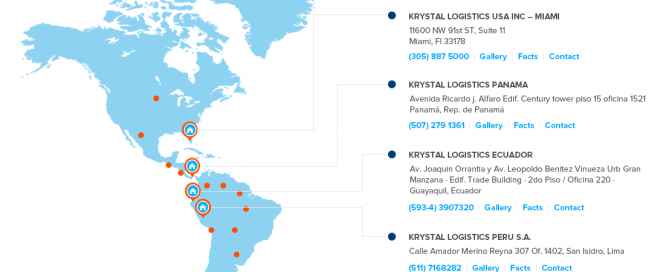 KRYSTAL LOGISTICS USA INC – MIAMI
11600 NW 91st ST, Suite 11
Miami, Fl 33178
(305) 887 5000 | Gallery | Facts | Contact
KRYSTAL LOGISTICS PANAMA
Avenida Ricardo j. Alfaro Edif. Century tower piso 15 oficina 1521
Panamá, Rep. de Panamá
(507) 279 1361 | Gallery | Facts | Contact
KRYSTAL LOGISTICS ECUADOR
Av. Joaquin Orrantia y Av. Leopoldo Benitez Vinueza Urb Gran
Manzana · Edif. Trade Building · 2do Piso / Oficina 220 ·
Guayaquil, Ecuador
(593-4) 3907320 | Gallery | Facts | Contact
KRYSTAL LOGISTICS PERU S.A.
Calle Amador Merino Reyna 307 Of. 1402, San Isidro, Lima
(511) 7168282 | Gallery | Facts | Contact